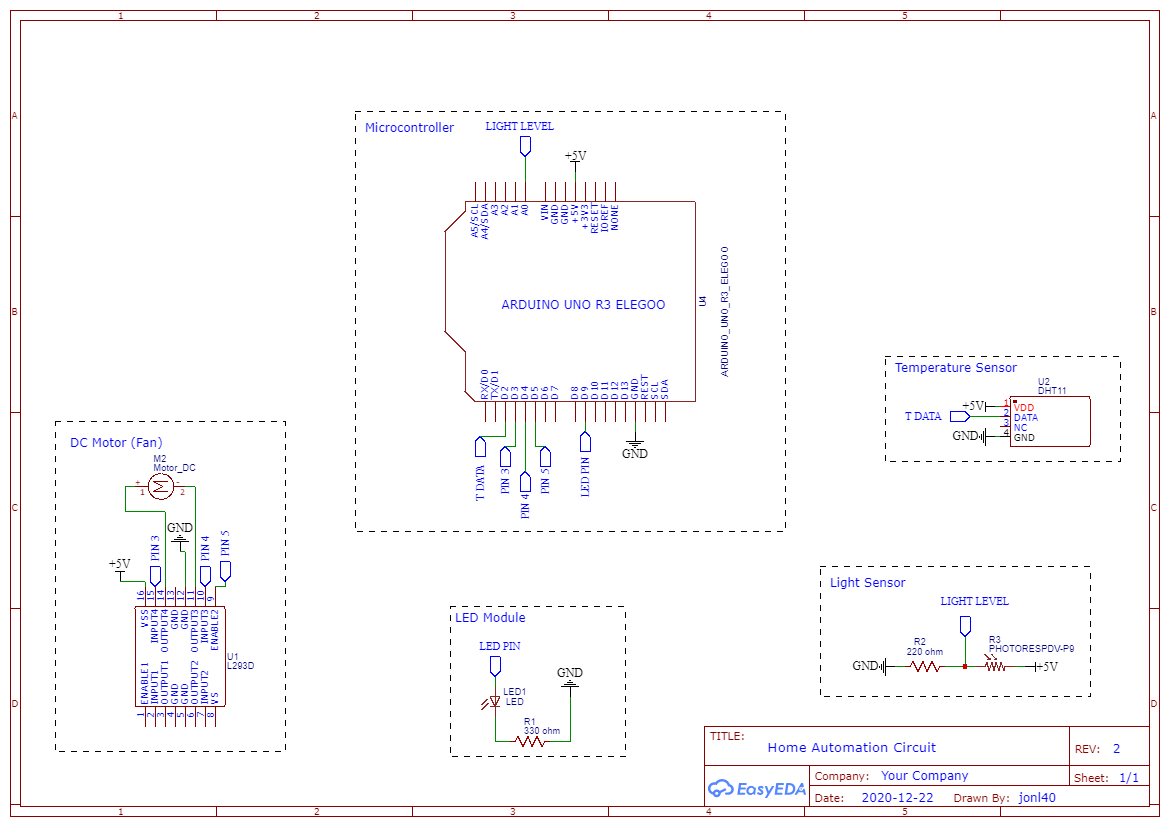 1 2 3 4 5
A A
B B
C C
D D
1 2 3 4 5
Microcontroller
LIGHT LEVEL
+5V
A5/SCL
A4/SDA
A3
A2
A1
A0
VIN
GND
GND
+5V
+3V3
RESET
IOREF
NONE
ARDUINO UNO R3 ELEGOO
U4
ARDUINO_UNO_R3_ELEGOO
RX/D0
TX/D1
D2
D3
D4
D5
D6
D7
D8
D9
D10
D11
D12
D13
GND
REST
SCL
SDA
T DATA
PIN 3
PIN 4
PIN 5
LED PIN
GND
Temperature Sensor
U2
DHT11
+5V
T DATA
GND
1 VDD
2 DATA
3 NC
4 GND
DC Motor (Fan)
M2
Motor_DC
+ -
1 2
GND
+5V
PIN 3
PIN 4
PIN 5
16 15 14 13 12 11 10 9
VSS
INPUT4
OUTPUT4
GND
GND
OUTPUT3
INPUT3
ENABLE2
U1
L293D
ENABLE1
INPUT1
OUTPUT1
GND
GND
OUTPUT2
INPUT2
VS
1 2 3 4 5 6 7 8
LED Module
LED PIN
GND
LED1
LED
R1
330 ohm
Light Sensor
LIGHT LEVEL
R2
220 ohm
R3
PHOTORESPDV-P9
GND
+5V
TITLE:
Home Automation Circuit
REV: 2
EasyEDA
Company: Your Company
Sheet: 1/1
Date: 2020-12-22 Drawn By: jonl40